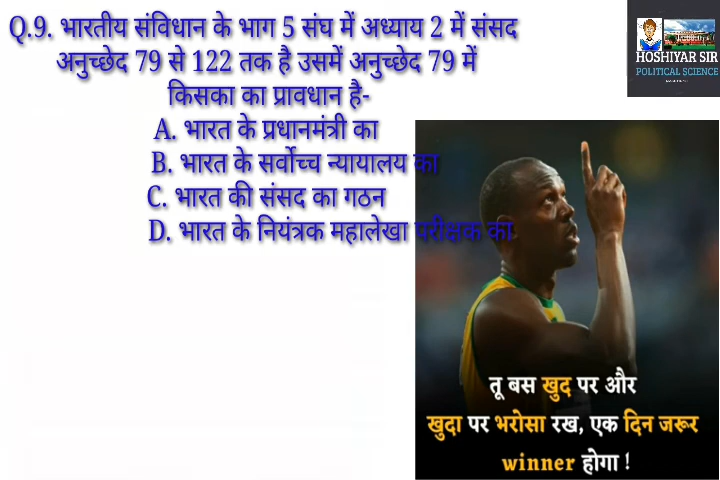 Q.9. भारतीय संविधान के भाग 5 संघ में अध्याय 2 में संसद
अनुच्छेद 79 से 122 तक है उसमें अनुच्छेद 79 में
किसका का प्रावधान है-
A. भारत के प्रधानमंत्री का
B. भारत के सर्वोच्च न्यायालय का
C. भारत की संसद का गठन
D. भारत के नियंत्रक महालेखा परीक्षक का
HOSHIYAR SIR
POLITICAL SCIENCE
तू बस खुद पर और
खुदा पर भरोसा रख, एक दिन जरूर
winner होगा !